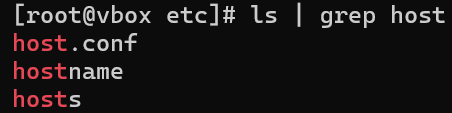 [root@vbox etc]# ls | grep host
host.conf
hostname
hosts